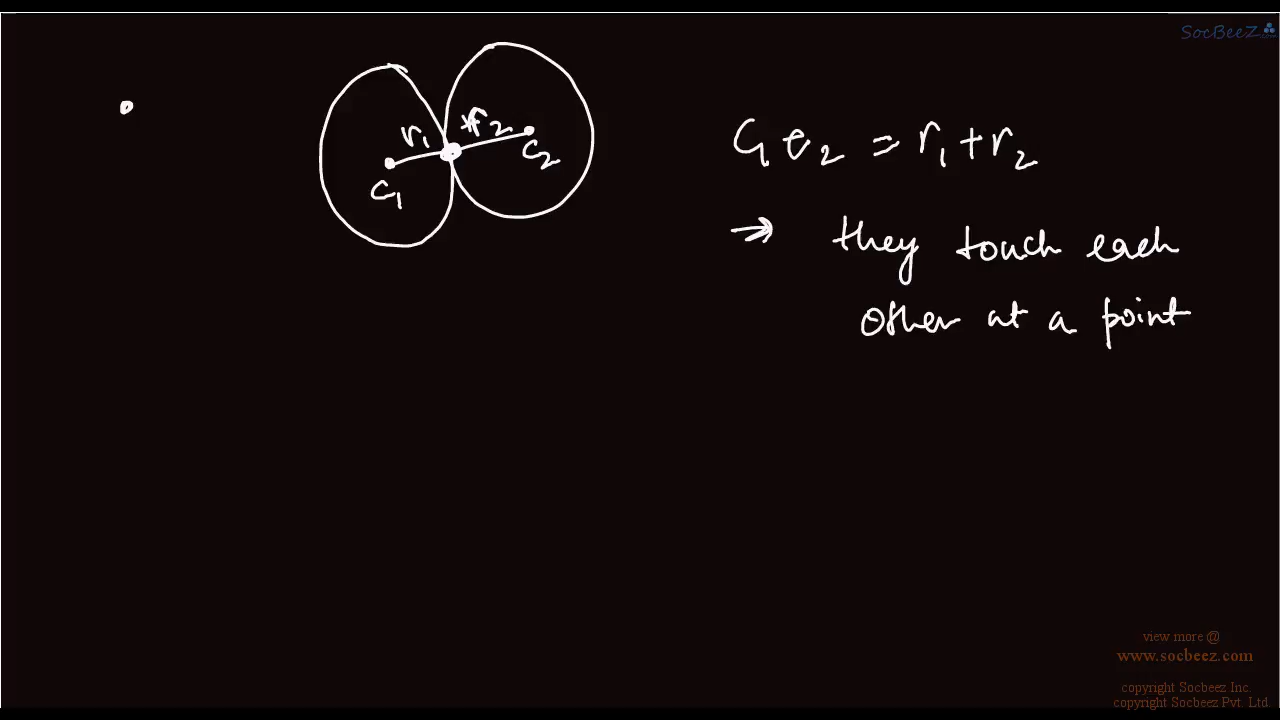 SocBeeZ
r₁ r₂
C₁ C₂
C₁C₂ = r₁ + r₂
→ they touch each
other at a point
view more @
www.socbeez.com
copyright Socbeez Inc.
copyright Socbeez Pvt. Ltd.